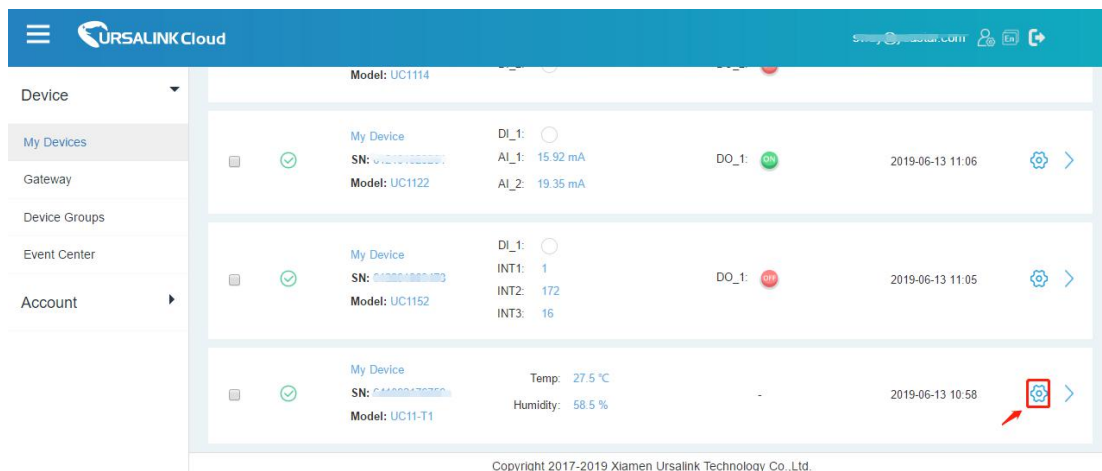 URSALINK Cloud
En
Device
My Devices
Gateway
Device Groups
Event Center
Account
Model: UC1114
My Device
SN:
Model: UC1122
DI_1:
AI_1: 15.92 mA
AI_2: 19.35 mA
DO_1: ON
2019-06-13 11:06
My Device
SN:
Model: UC1152
DI_1:
INT1: 1
INT2: 172
INT3: 16
DO_1: OFF
2019-06-13 11:05
My Device
SN:
Model: UC11-T1
Temp: 27.5 ℃
Humidity: 58.5 %
-
2019-06-13 10:58
Copyright 2017-2019 Xiamen Ursalink Technology Co.,Ltd.